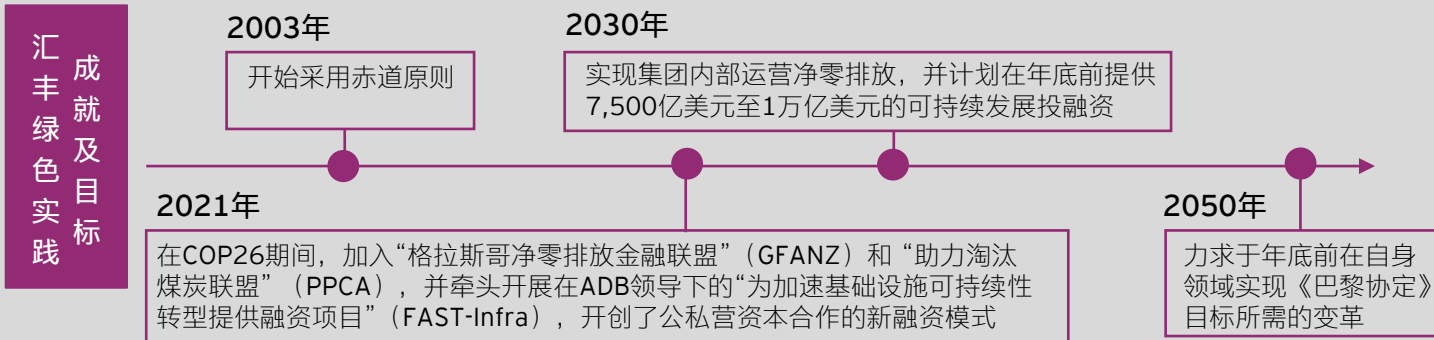 汇丰绿色实践
成就及目标
2003年
开始采用赤道原则
2030年
实现集团内部运营净零排放，并计划在年底前提供
7,500亿美元至1万亿美元的可持续发展投融资
2021年
在COP26期间，加入“格拉斯哥净零排放金融联盟”（GFANZ）和 “助力淘汰
煤炭联盟”（PPCA），并牵头开展在ADB领导下的“为加速基础设施可持续性
转型提供融资项目”（FAST-Infra），开创了公私营资本合作的新融资模式
2050年
力求于年底前在自身
领域实现《巴黎协定》
目标所需的变革